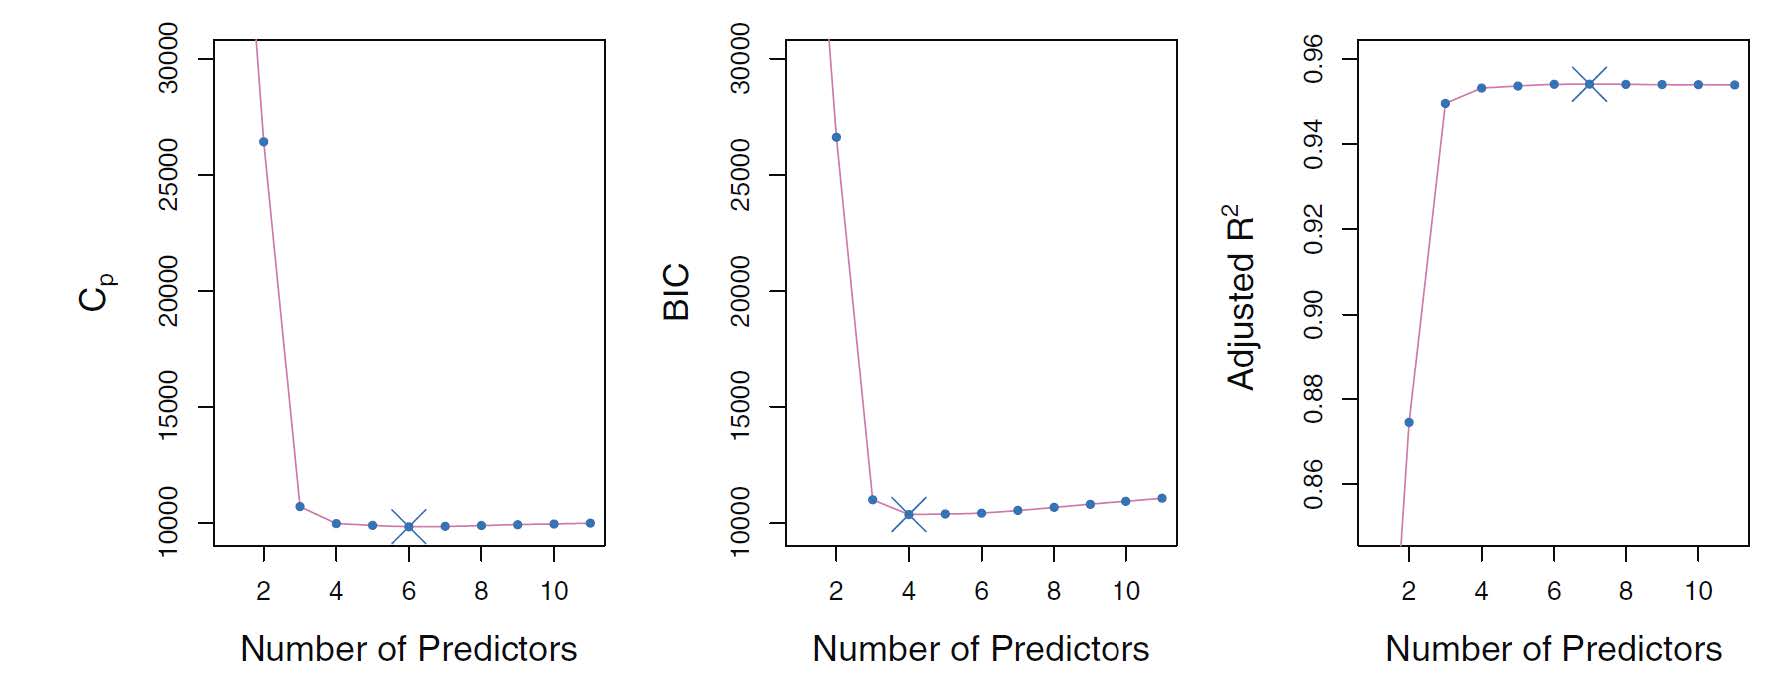 C_p
30000
25000
20000
15000
10000
2 4 6 8 10
Number of Predictors
BIC
30000
25000
20000
15000
10000
2 4 6 8 10
Number of Predictors
Adjusted R²
0.96
0.94
0.92
0.90
0.88
0.86
2 4 6 8 10
Number of Predictors